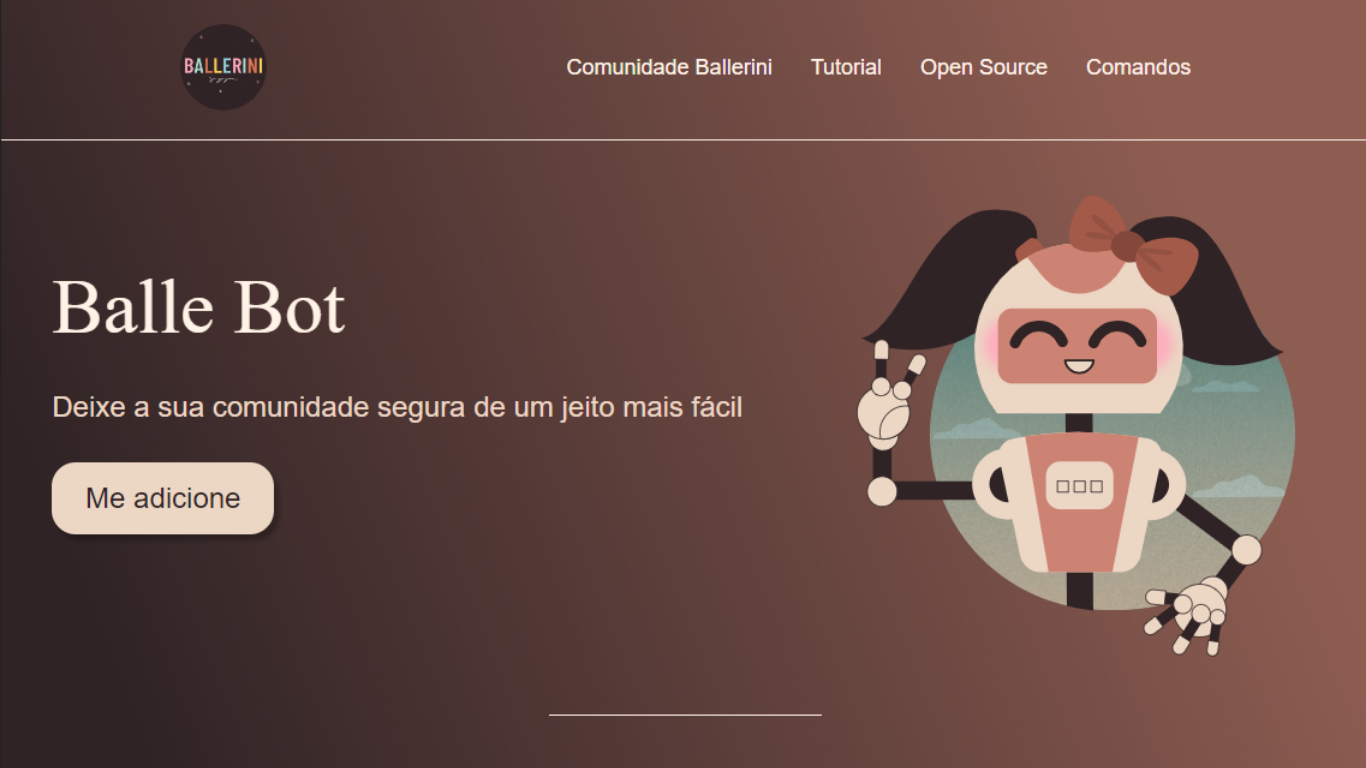 BALLERINI
Comunidade Ballerini Tutorial Open Source Comandos
Balle Bot
Deixe a sua comunidade segura de um jeito mais fácil
Me adicione